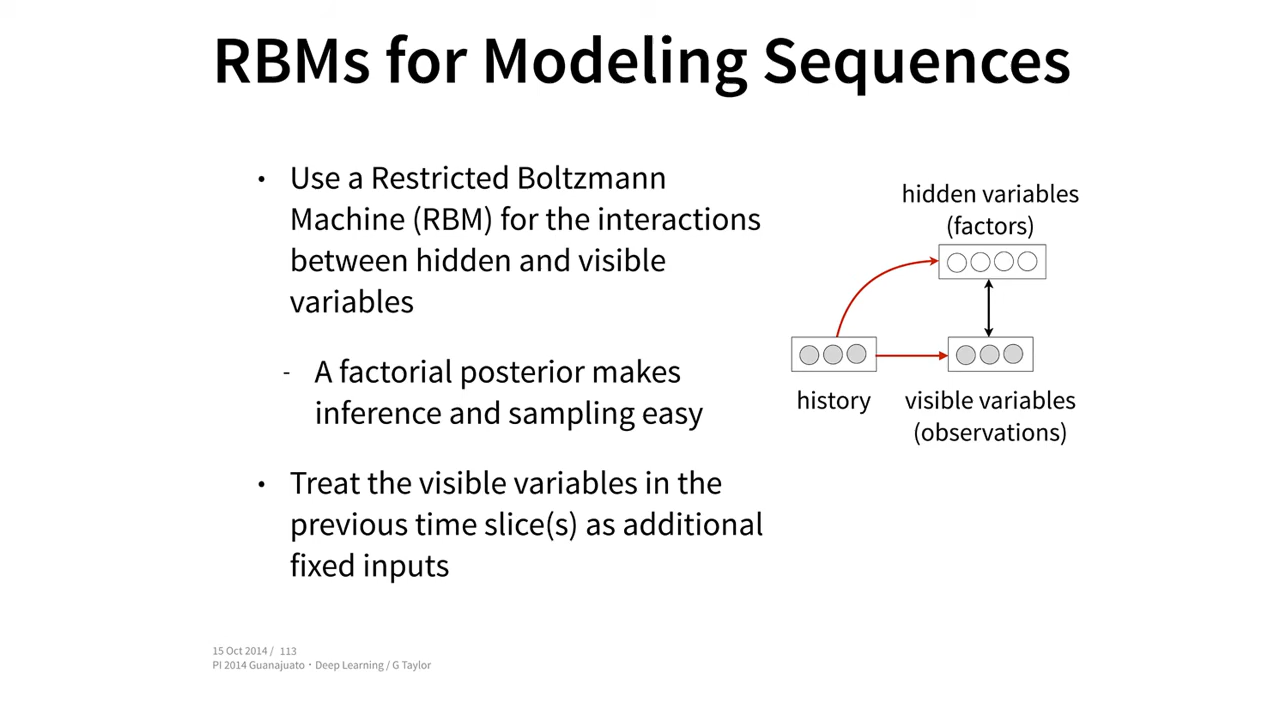 RBMs for Modeling Sequences
• Use a Restricted Boltzmann
Machine (RBM) for the interactions
between hidden and visible
variables
- A factorial posterior makes
inference and sampling easy
• Treat the visible variables in the
previous time slice(s) as additional
fixed inputs
hidden variables
(factors)
history
visible variables
(observations)
15 Oct 2014 / 113
PI 2014 Guanajuato · Deep Learning / G Taylor